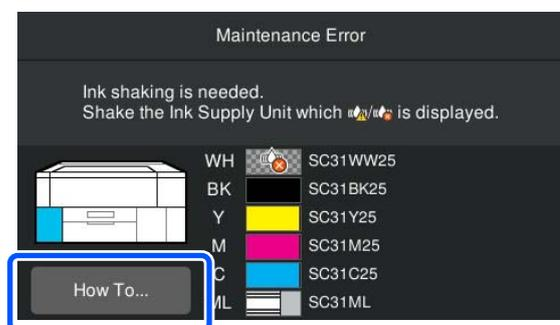 Maintenance Error
Ink shaking is needed.
Shake the Ink Supply Unit which / is displayed.
WH SC31WW25
BK SC31BK25
Y SC31Y25
M SC31M25
C SC31C25
ML SC31ML
How To...